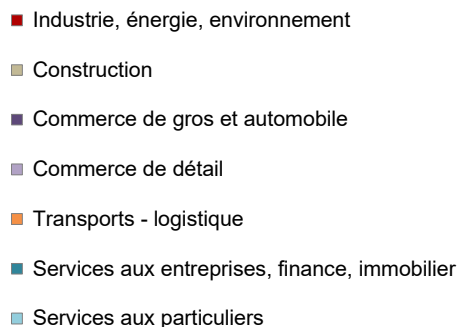 Industrie, énergie, environnement
Construction
Commerce de gros et automobile
Commerce de détail
Transports - logistique
Services aux entreprises, finance, immobilier
Services aux particuliers